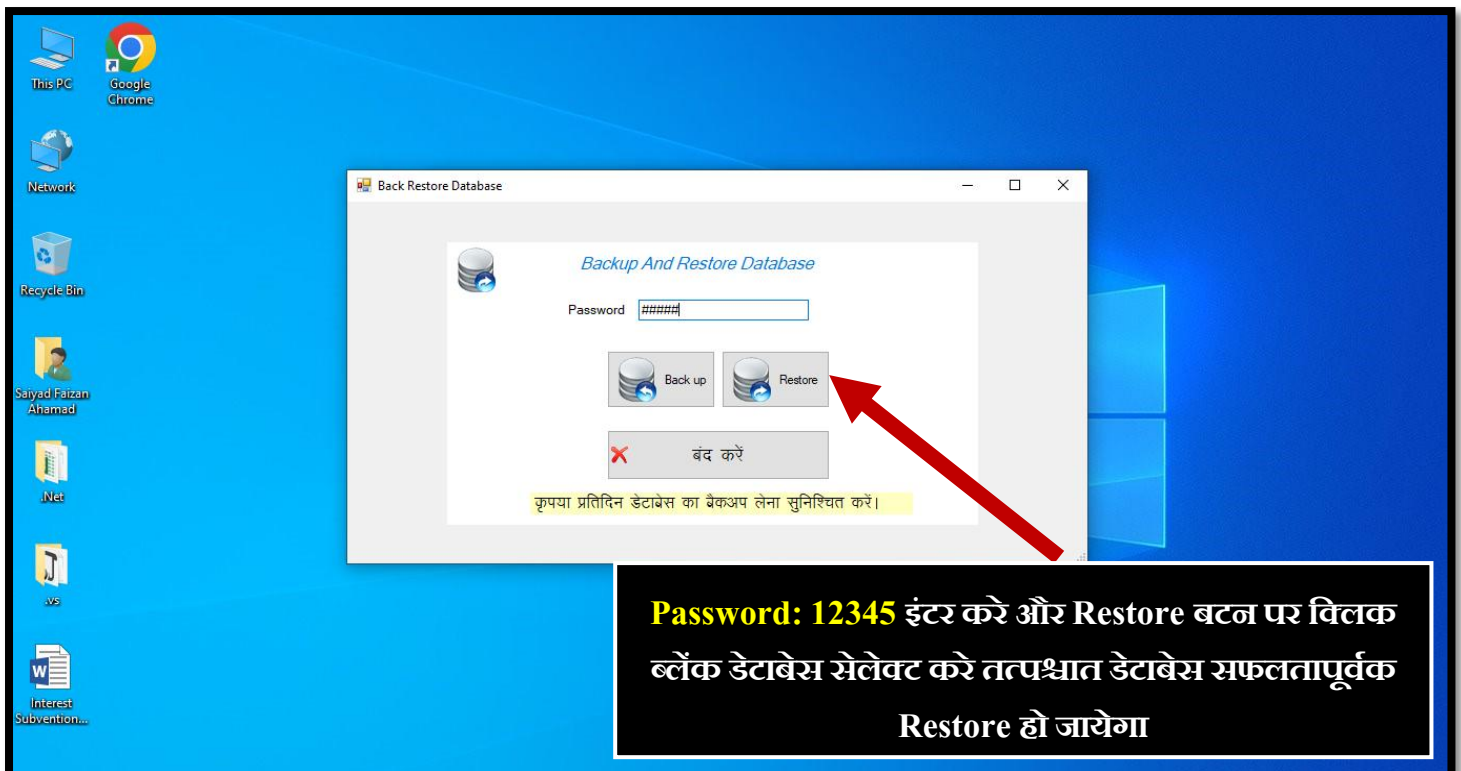 This PC
Google
Chrome
Network
Recycle Bin
Saiyad Faizan
Ahamad
.Net
.vs
Interest
Subvention...
Back Restore Database
Backup And Restore Database
Password #####
Back up
Restore
बंद करें
कृपया प्रतिदिन डेटाबेस का बैकअप लेना सुनिश्चित करें।
Password: 12345 इंटर करे और Restore बटन पर क्लिक
ब्लेंक डेटाबेस सेलेक्ट करे तत्पश्चात डेटाबेस सफलतापूर्वक
Restore हो जायेगा